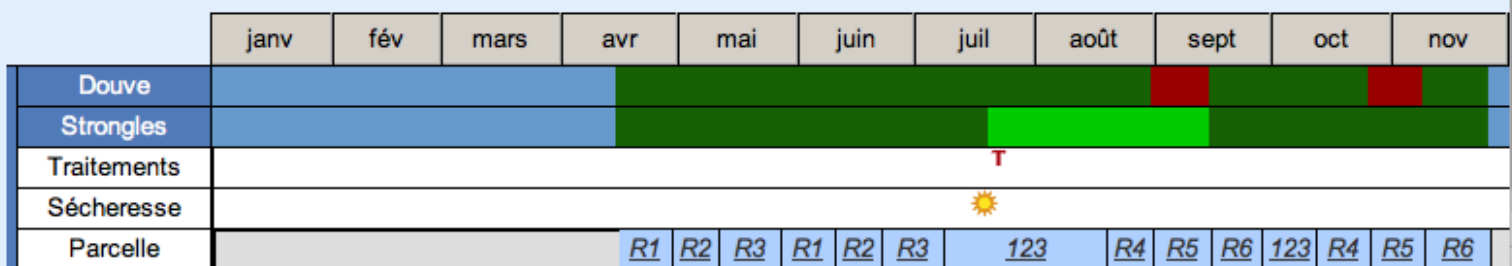 janv fév mars avr mai juin juil août sept oct nov
Douve
Strongles
Traitements T
Sécheresse
Parcelle R1 R2 R3 R1 R2 R3 123 R4 R5 R6 123 R4 R5 R6